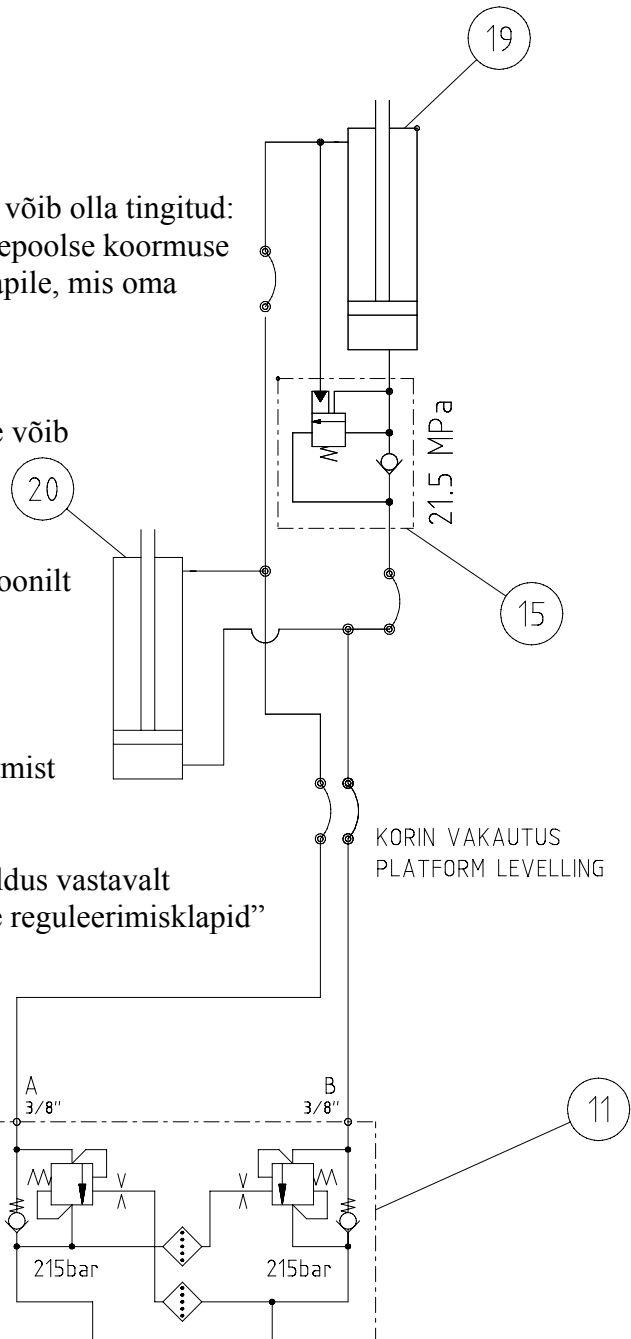 19
võib olla tingitud:
epoolse koormuse
apile, mis oma
e võib
21.5 MPa
20
oonilt
15
mist
KORIN VAKAUTUS
PLATFORM LEVELLING
ldus vastavalt
e reguleerimisklapid”
A
3/8"
B
3/8"
11
215bar
215bar